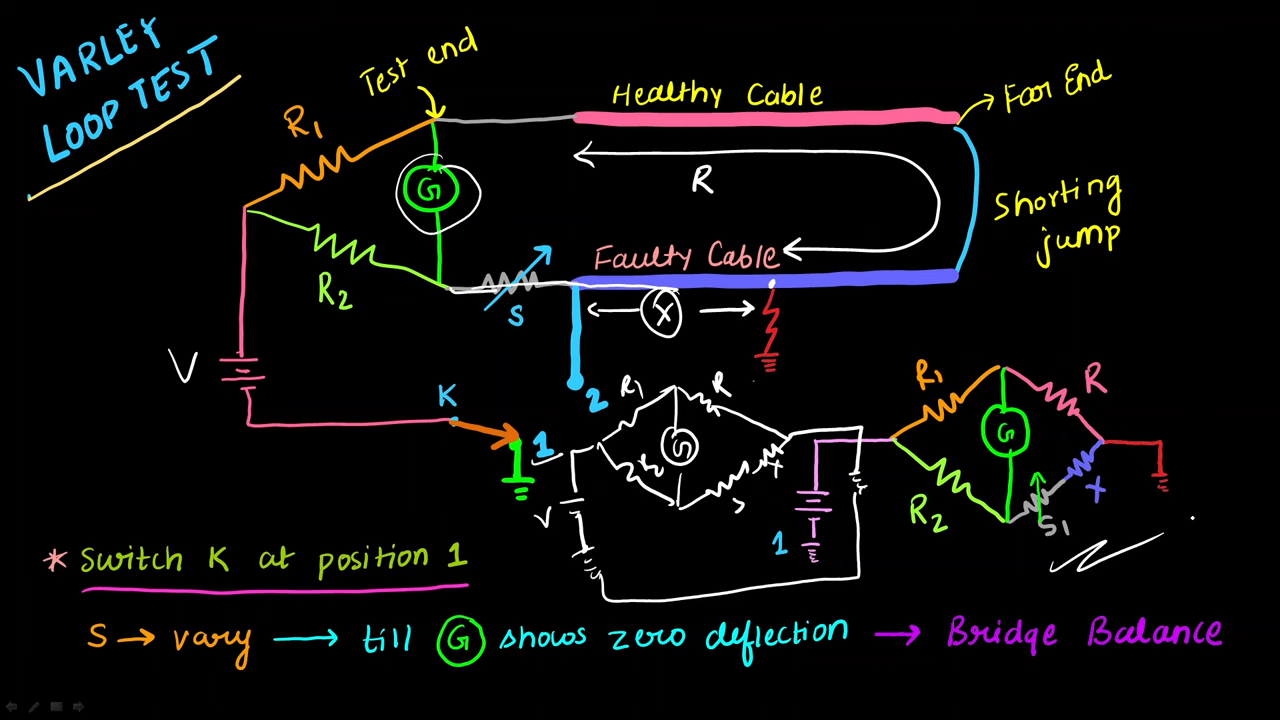 VARLEY
LOOP TEST
Test end
Healthy Cable
Far End
R1
G
R
Shorting
jump
R2
S
Faulty Cable
X
V
K
2
1
R1
R
G
R2
X
S
V
R1
R
G
R2
S1
X
1
* Switch K at position 1
S → vary → till G shows zero deflection → Bridge Balance